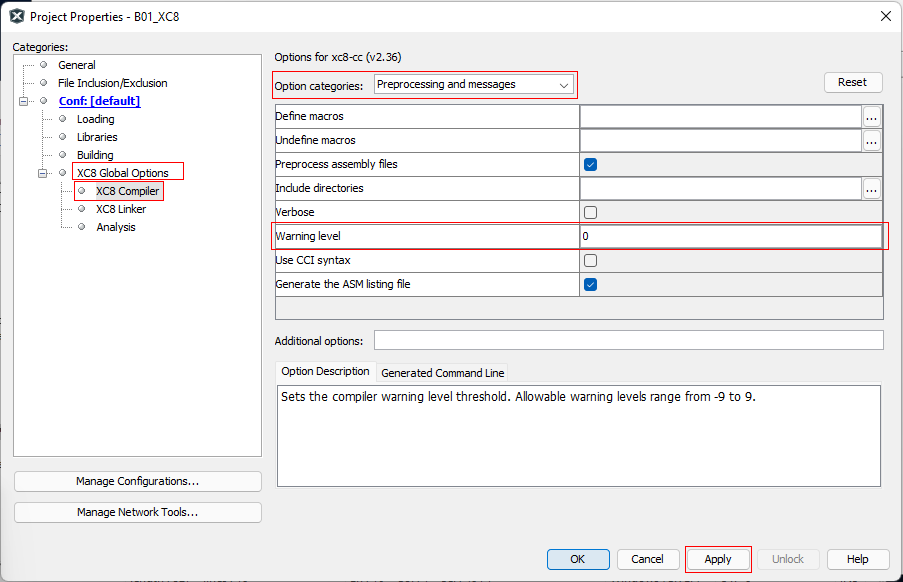 Project Properties - B01_XC8
Categories:
General
File Inclusion/Exclusion
Conf: [default]
Loading
Libraries
Building
XC8 Global Options
XC8 Compiler
XC8 Linker
Analysis
Manage Configurations...
Manage Network Tools...
Options for xc8-cc (v2.36)
Option categories: Preprocessing and messages
Reset
Define macros ...
Undefine macros ...
Preprocess assembly files
Include directories ...
Verbose
Warning level 0
Use CCI syntax
Generate the ASM listing file
Additional options:
Option Description Generated Command Line
Sets the compiler warning level threshold. Allowable warning levels range from -9 to 9.
OK Cancel Apply Unlock Help